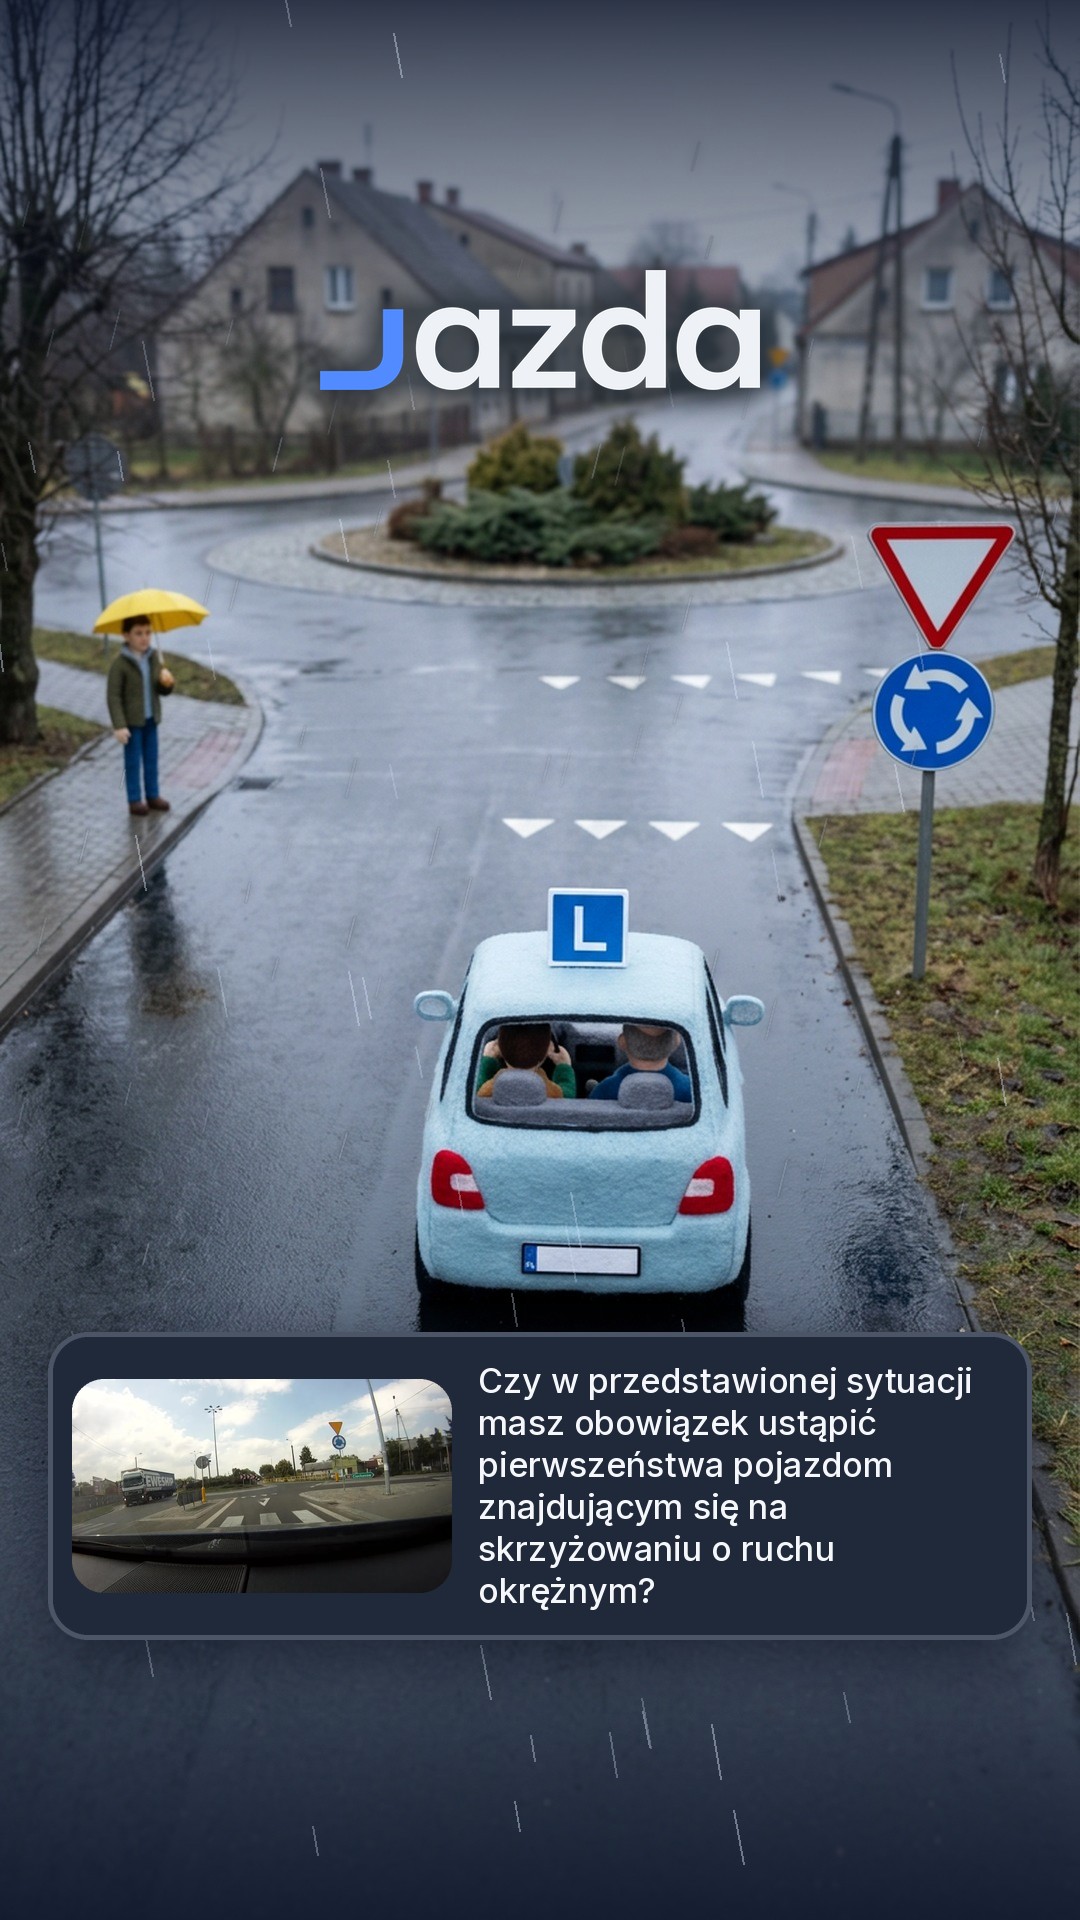 Jazda
L
Czy w przedstawionej sytuacji
masz obowiązek ustąpić
pierwszeństwa pojazdom
znajdującym się na
skrzyżowaniu o ruchu
okrężnym?